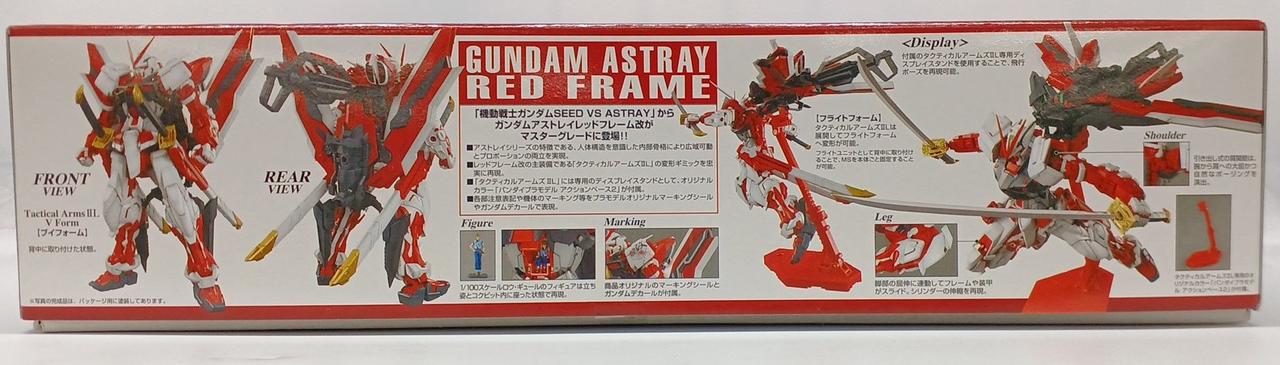 FRONT
VIEW
Tactical Arms ⅡL
V Form
【ブイフォーム】
背中に取り付けた状態。
※写真の完成品は、パッケージ用に塗装してあります。
REAR
VIEW
GUNDAM ASTRAY
RED FRAME
「機動戦士ガンダムSEED VS ASTRAY」から
ガンダムアストレイレッドフレーム改が
マスターグレードに登場!!
■アストレイシリーズの特徴である、人体構造を意識した内部骨格により広域可動
とプロポーションの両立を実現。
■レッドフレーム改の主装備である「タクティカルアームズⅡL」の変形ギミックを忠
実に再現。
■「タクティカルアームズⅡL」には専用のディスプレイスタンドとして、オリジナル
カラー「バンダイプラモデル アクションベース2」が付属。
■各部注意表記や機体のマーキング等をプラモデルオリジナルマーキングシール
やガンダムデカールで表現。
Figure
1/100スケールロウ・ギュールのフィギュアは立ち
姿とコクピット内に座った状態で再現。
Marking
商品オリジナルのマーキングシールと
ガンダムデカールが付属。
【フライトフォーム】
タクティカルアームズⅡLは
展開してフライトフォーム
へ変形が可能。
フライトユニットとして背中に取り付け
ることで、MSを本体ごと固定することが
可能。
<Display>
付属のタクティカルアームズⅡL専用ディ
スプレイスタンドを使用することで、飛行
ポーズを再現可能。
Leg
脚部の屈伸に連動してフレームや装甲
がスライド。シリンダーの伸縮を再現。
Shoulder
引き出し式の肩関節は、
腕から肩への大胆かつ
自然なポージングを
演出。
タクティカルアームズⅡL専用のオ
リジナルカラー「バンダイプラモデ
ル アクションベース2」が付属。